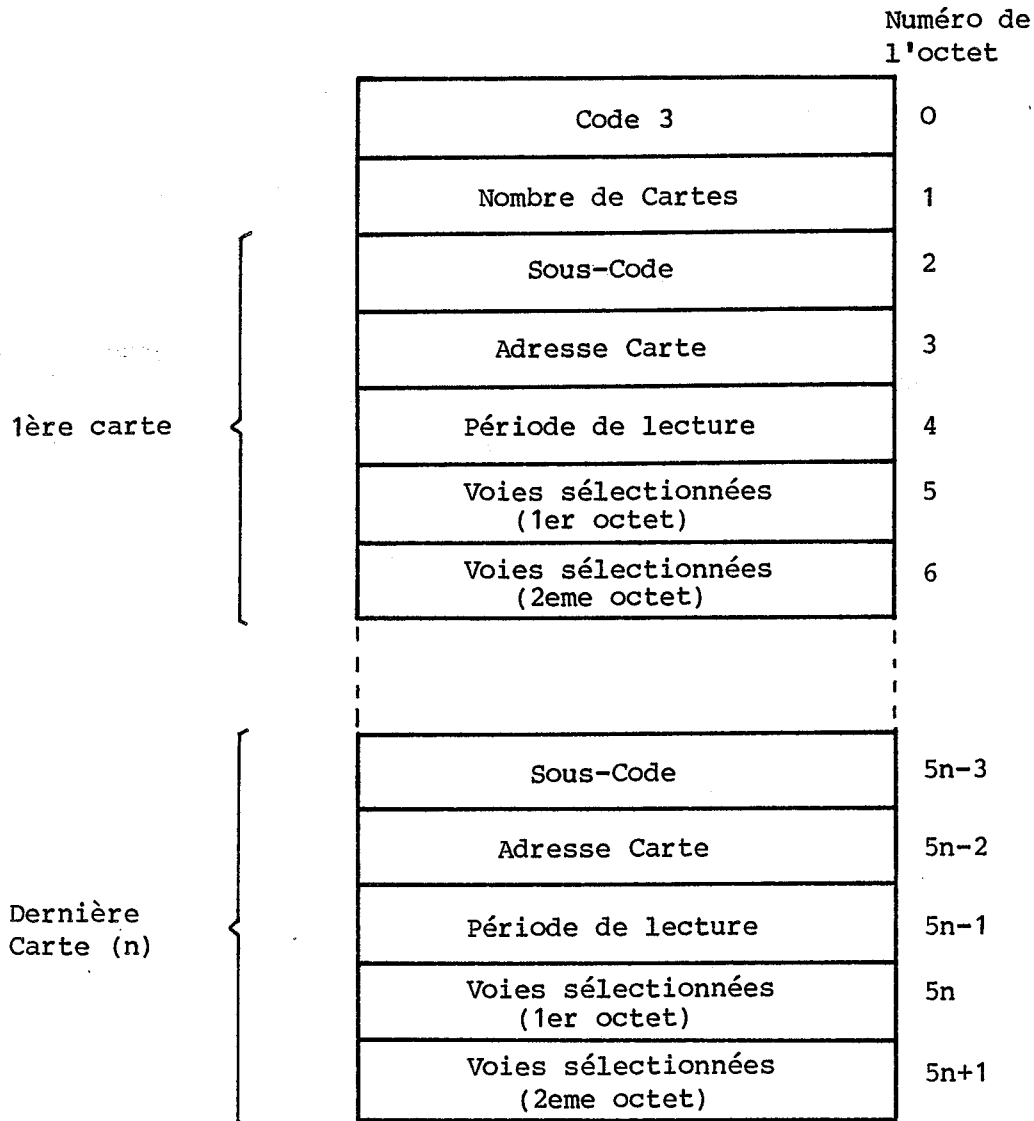 Numéro de
l'octet
Code 3 0
Nombre de Cartes 1
Sous-Code 2
Adresse Carte 3
1ère carte
Période de lecture 4
Voies sélectionnées 5
(1er octet)
Voies sélectionnées 6
(2eme octet)
Sous-Code 5n-3
Adresse Carte 5n-2
Dernière
Carte (n)
Période de lecture 5n-1
Voies sélectionnées 5n
(1er octet)
Voies sélectionnées 5n+1
(2eme octet)